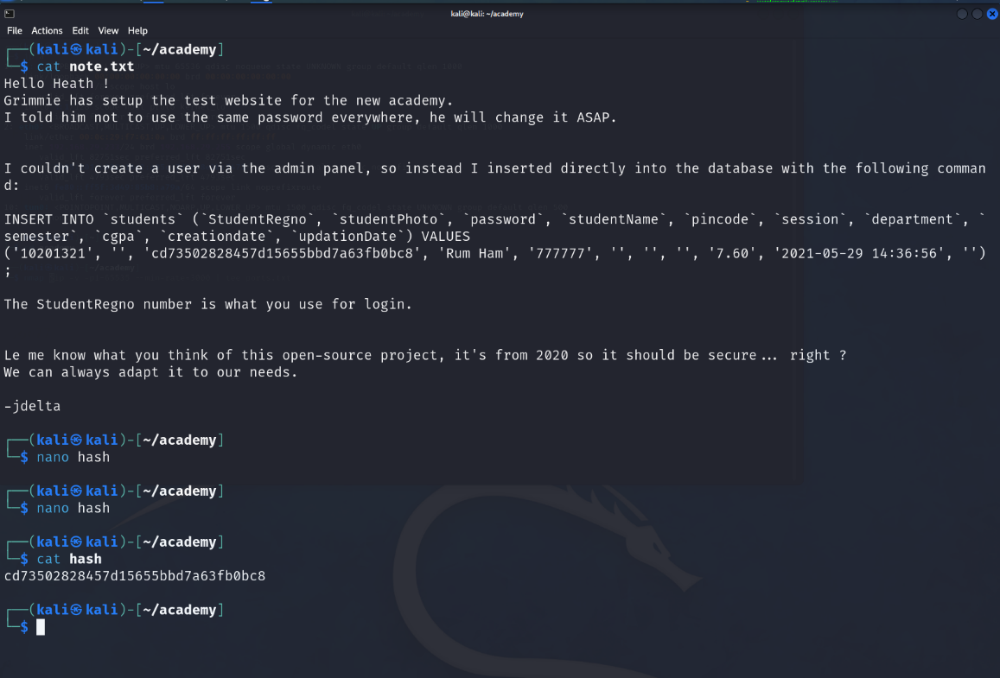 kali@kali: ~/academy
File Actions Edit View Help
┌──(kali㉿kali)-[~/academy]
└─$ cat note.txt
Hello Heath !
Grimmie has setup the test website for the new academy.
I told him not to use the same password everywhere, he will change it ASAP.
I couldn't create a user via the admin panel, so instead I inserted directly into the database with the following comman
d:
INSERT INTO `students` (`StudentRegno`, `studentPhoto`, `password`, `studentName`, `pincode`, `session`, `department`, `
semester`, `cgpa`, `creationdate`, `updationDate`) VALUES
('10201321', '', 'cd73502828457d15655bbd7a63fb0bc8', 'Rum Ham', '777777', '', '', '', '7.60', '2021-05-29 14:36:56', '')
;
The StudentRegno number is what you use for login.
Le me know what you think of this open-source project, it's from 2020 so it should be secure... right ?
We can always adapt it to our needs.
-jdelta
┌──(kali㉿kali)-[~/academy]
└─$ nano hash
┌──(kali㉿kali)-[~/academy]
└─$ nano hash
┌──(kali㉿kali)-[~/academy]
└─$ cat hash
cd73502828457d15655bbd7a63fb0bc8
┌──(kali㉿kali)-[~/academy]
└─$